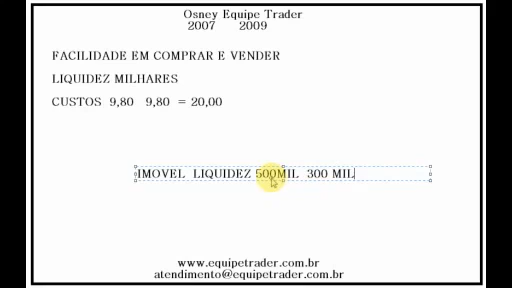 Osney Equipe Trader
2007 2009
FACILIDADE EM COMPRAR E VENDER
LIQUIDEZ MILHARES
CUSTOS 9,80 9,80 = 20,00
IMOVEL LIQUIDEZ 500MIL 300 MIL
www.equipetrader.com.br
atendimento@equipetrader.com.br